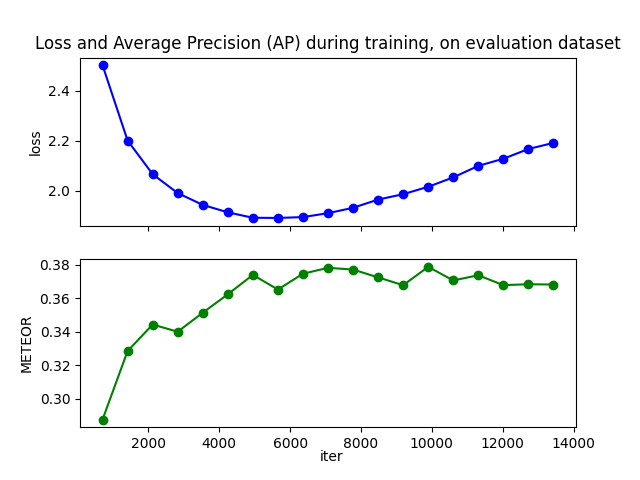 Loss and Average Precision (AP) during training, on evaluation dataset
2.4
2.2
2.0
loss
0.38
0.36
0.34
0.32
0.30
METEOR
2000 4000 6000 8000 10000 12000 14000
iter